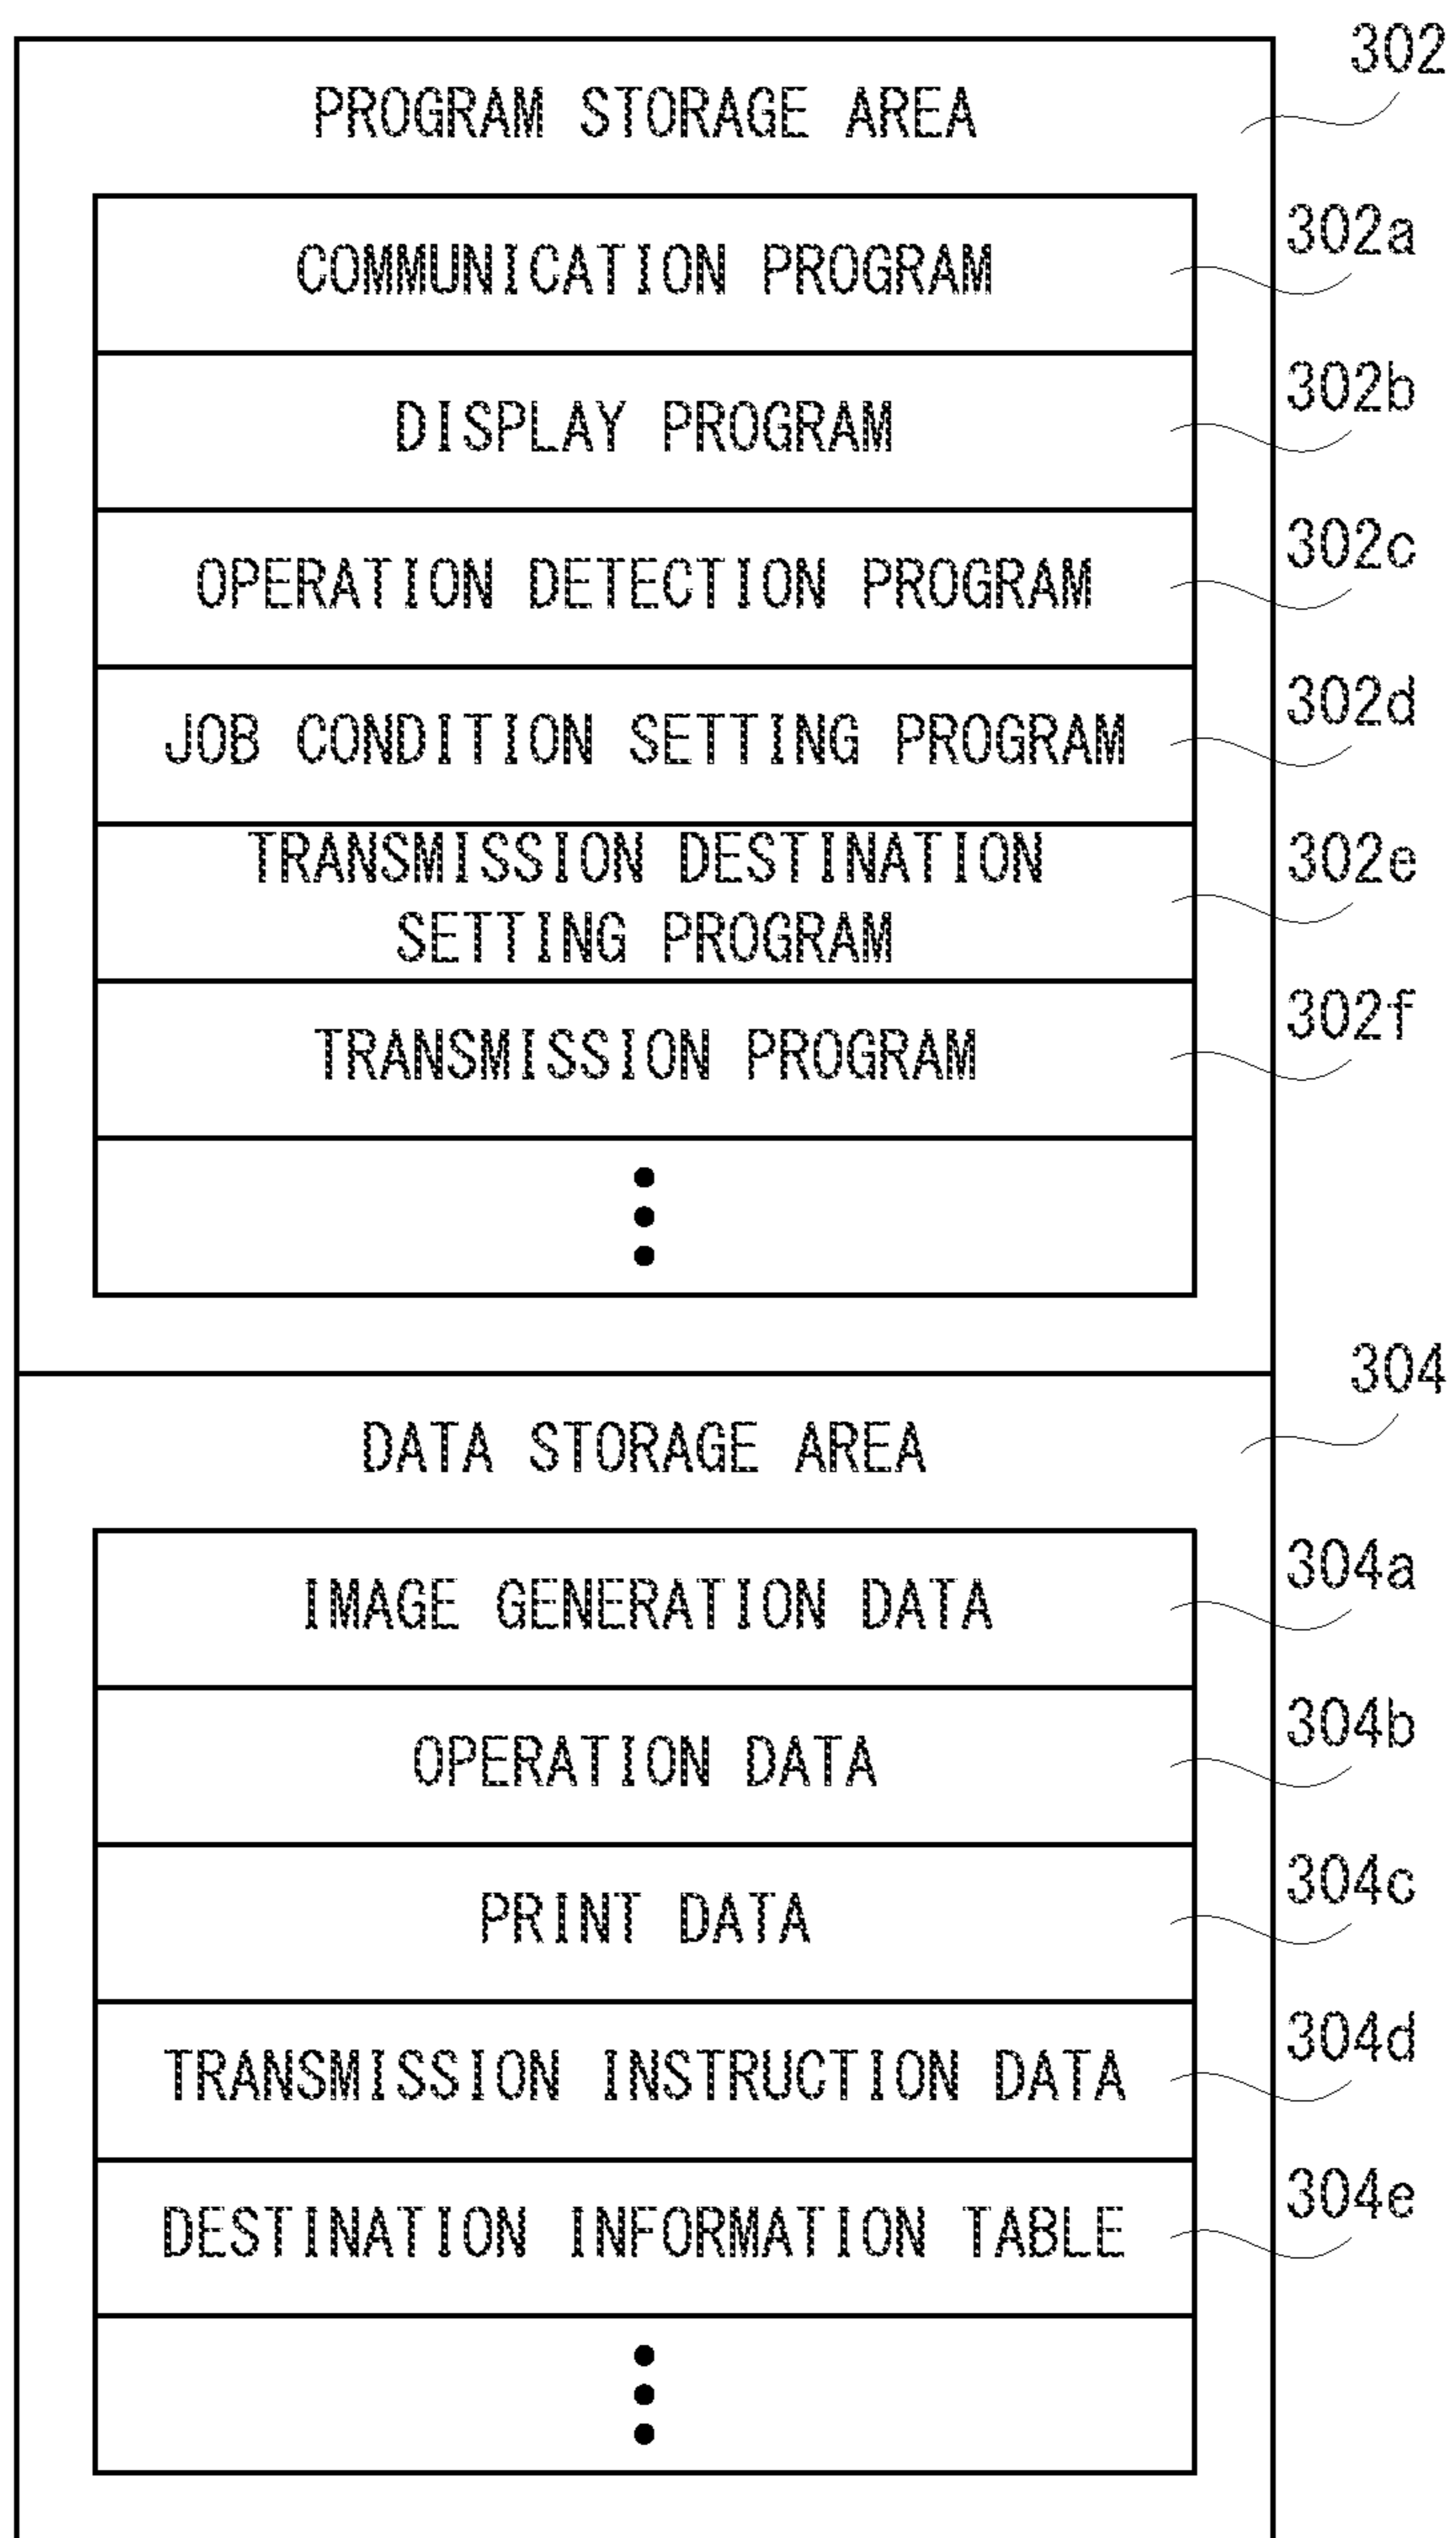 302
PROGRAM STORAGE AREA
302a
COMMUNICATION PROGRAM
302b
DISPLAY PROGRAM
302c
OPERATION DETECTION PROGRAM
302d
JOB CONDITION SETTING PROGRAM
302e
TRANSMISSION DESTINATION
SETTING PROGRAM
302f
TRANSMISSION PROGRAM
304
DATA STORAGE AREA
304a
IMAGE GENERATION DATA
304b
OPERATION DATA
304c
PRINT DATA
304d
TRANSMISSION INSTRUCTION DATA
304e
DESTINATION INFORMATION TABLE